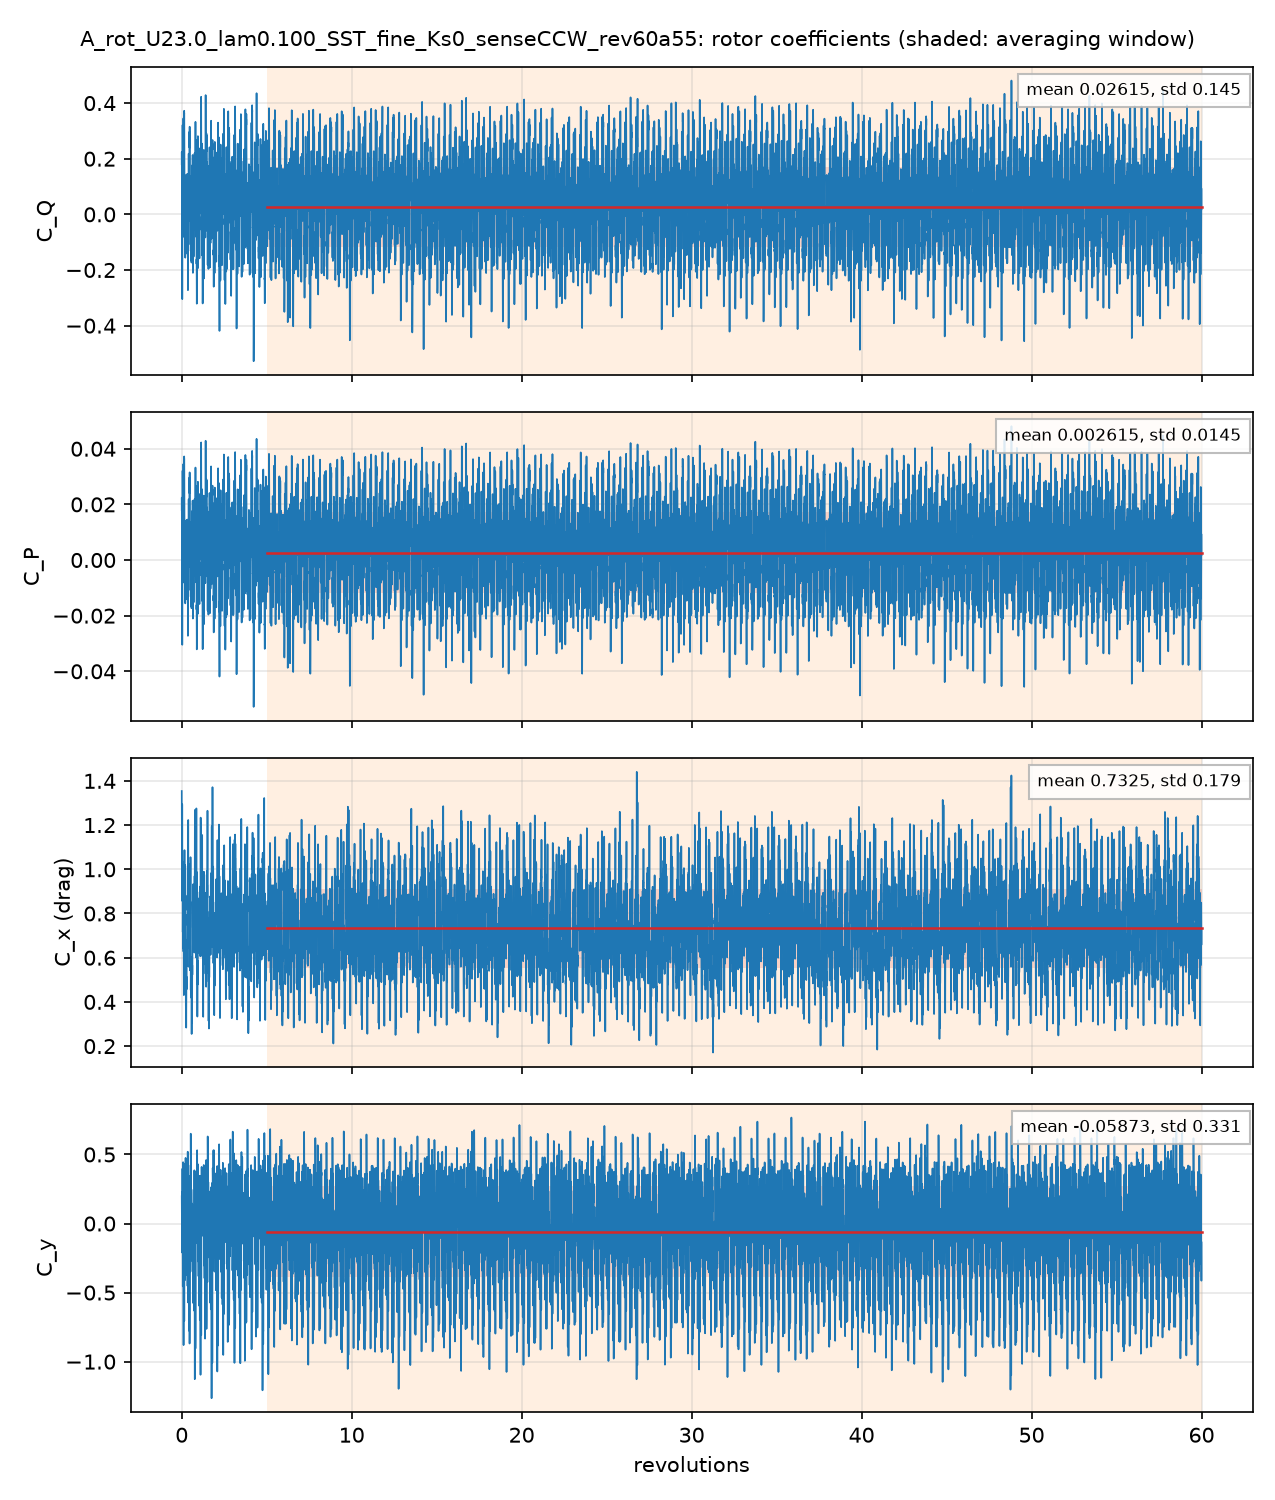 A_rot_U23.0_lam0.100_SST_fine_Ks0_senseCCW_rev60a55: rotor coefficients (shaded: averaging window)
mean 0.02615, std 0.145
0.4
0.2
0.0
−0.2
−0.4
C_Q
mean 0.002615, std 0.0145
0.04
0.02
0.00
−0.02
−0.04
C_P
mean 0.7325, std 0.179
1.4
1.2
1.0
0.8
0.6
0.4
0.2
C_x (drag)
mean -0.05873, std 0.331
0.5
0.0
−0.5
−1.0
C_y
0 10 20 30 40 50 60
revolutions